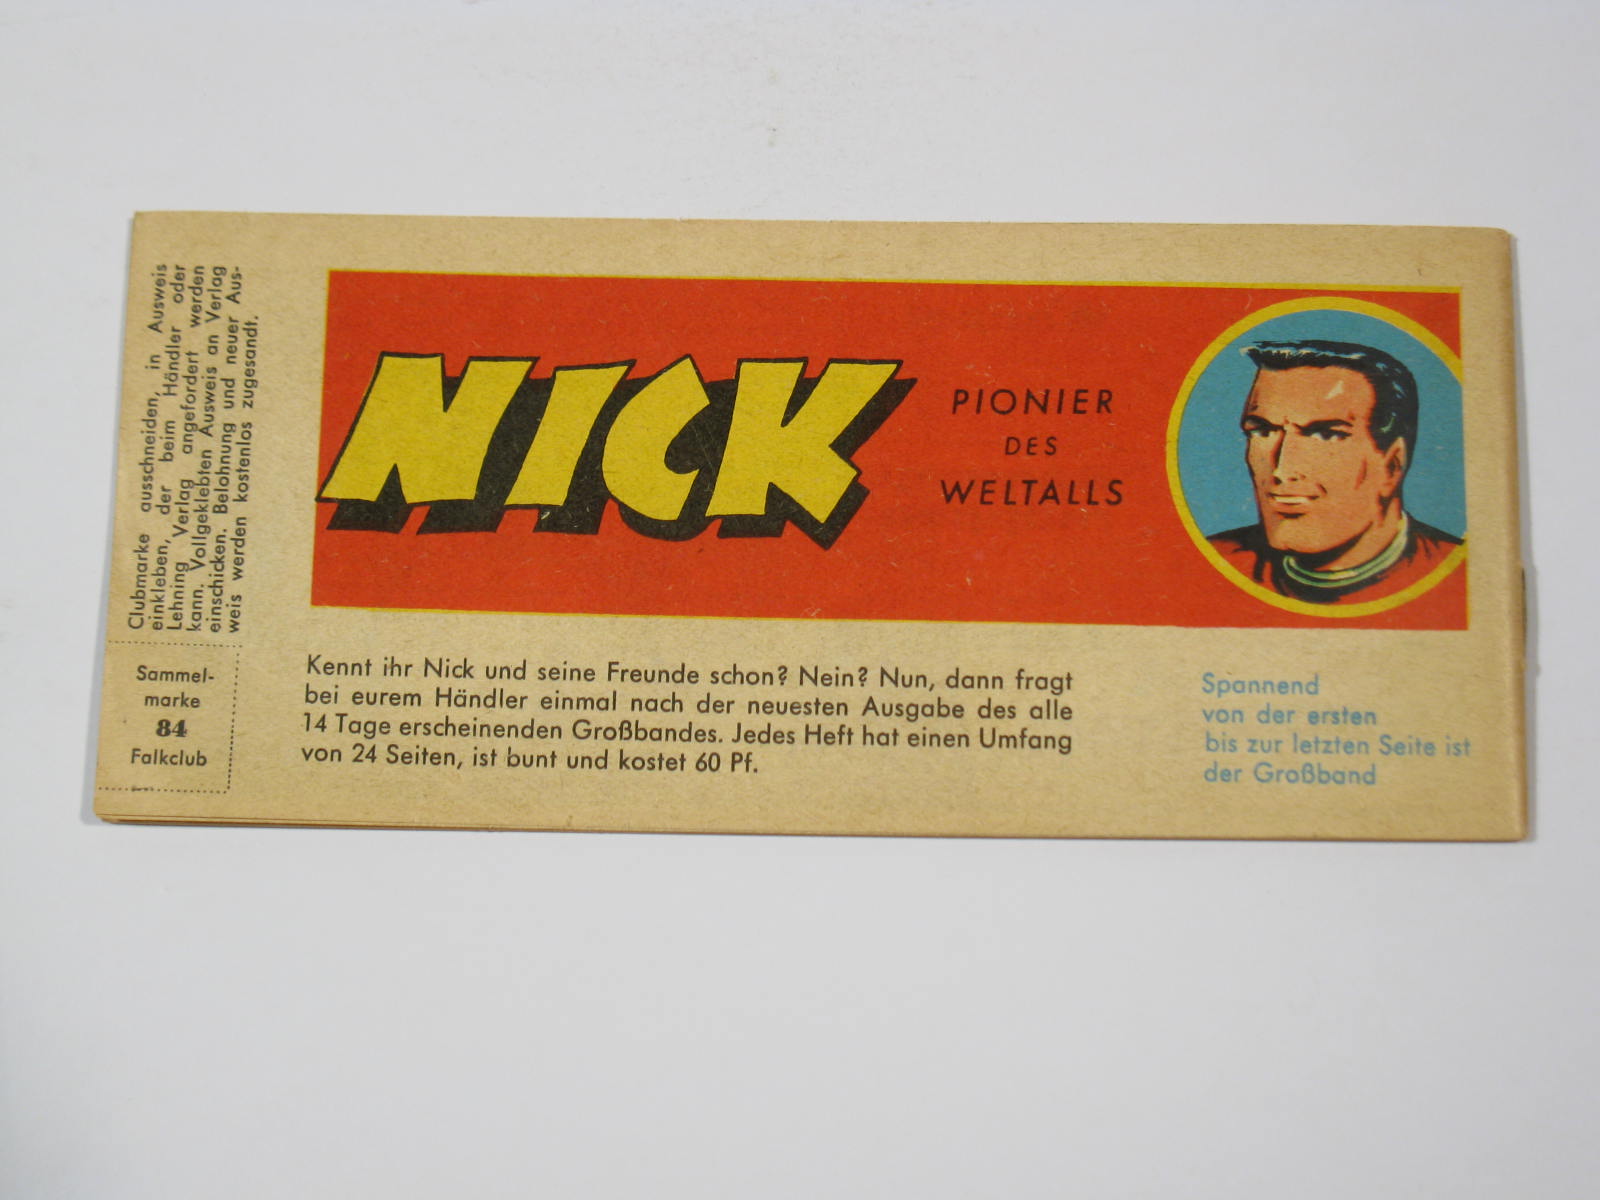 Clubmarke ausschneiden, in Ausweis
einkleben, der beim Händler oder
Lehning Verlag angefordert werden
kann. Vollgeklebten Ausweis an Verlag
einschicken. Belohnung und neuer Aus-
weis werden kostenlos zugesandt.
Sammel-
marke
84
Falkclub
NICK
PIONIER
DES
WELTALLS
Kennt ihr Nick und seine Freunde schon? Nein? Nun, dann fragt
bei eurem Händler einmal nach der neuesten Ausgabe des alle
14 Tage erscheinenden Großbandes. Jedes Heft hat einen Umfang
von 24 Seiten, ist bunt und kostet 60 Pf.
Spannend
von der ersten
bis zur letzten Seite ist
der Großband